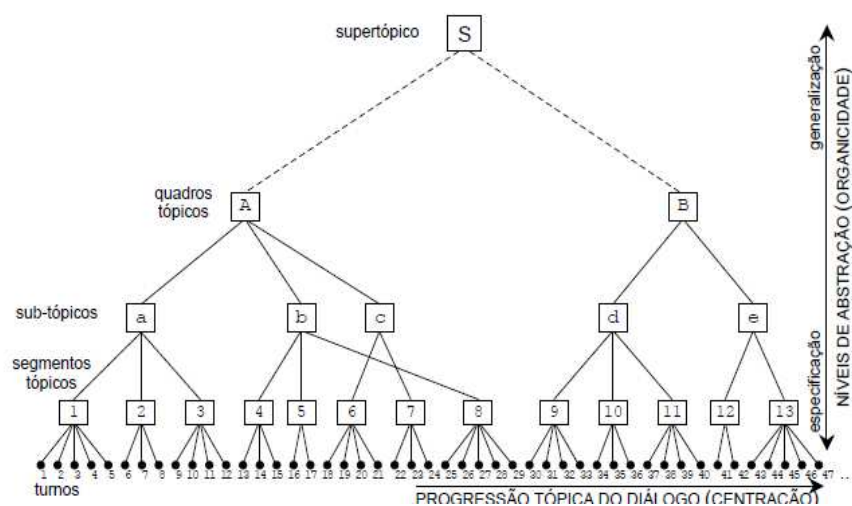 supertópico
S
generalização
quadros
tópicos
A
B
NÍVEIS DE ABSTRAÇÃO (ORGANICIDADE)
sub-tópicos
a
b
c
d
e
especificação
segmentos
tópicos
1 2 3 4 5 6 7 8 9 10 11 12 13
1 2 3 4 5 6 7 8 9 10 11 12 13 14 15 16 17 18 19 20 21 22 23 24 25 26 27 28 29 30 31 32 33 34 35 36 37 38 39 40 41 42 43 44 45 46 47 ..
turnos
PROGRESSÃO TÓPICA DO DIÁLOGO (CENTRAÇÃO)